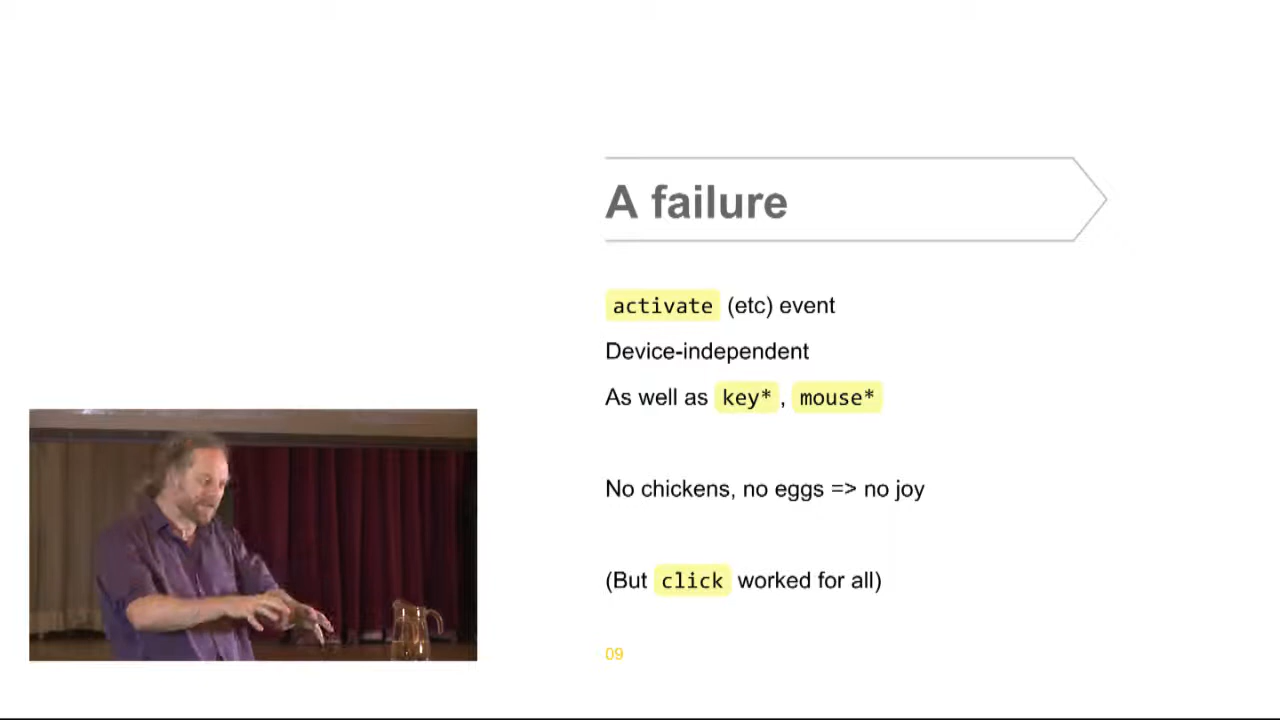 A failure
activate (etc) event
Device-independent
As well as key*, mouse*
No chickens, no eggs => no joy
(But click worked for all)
09